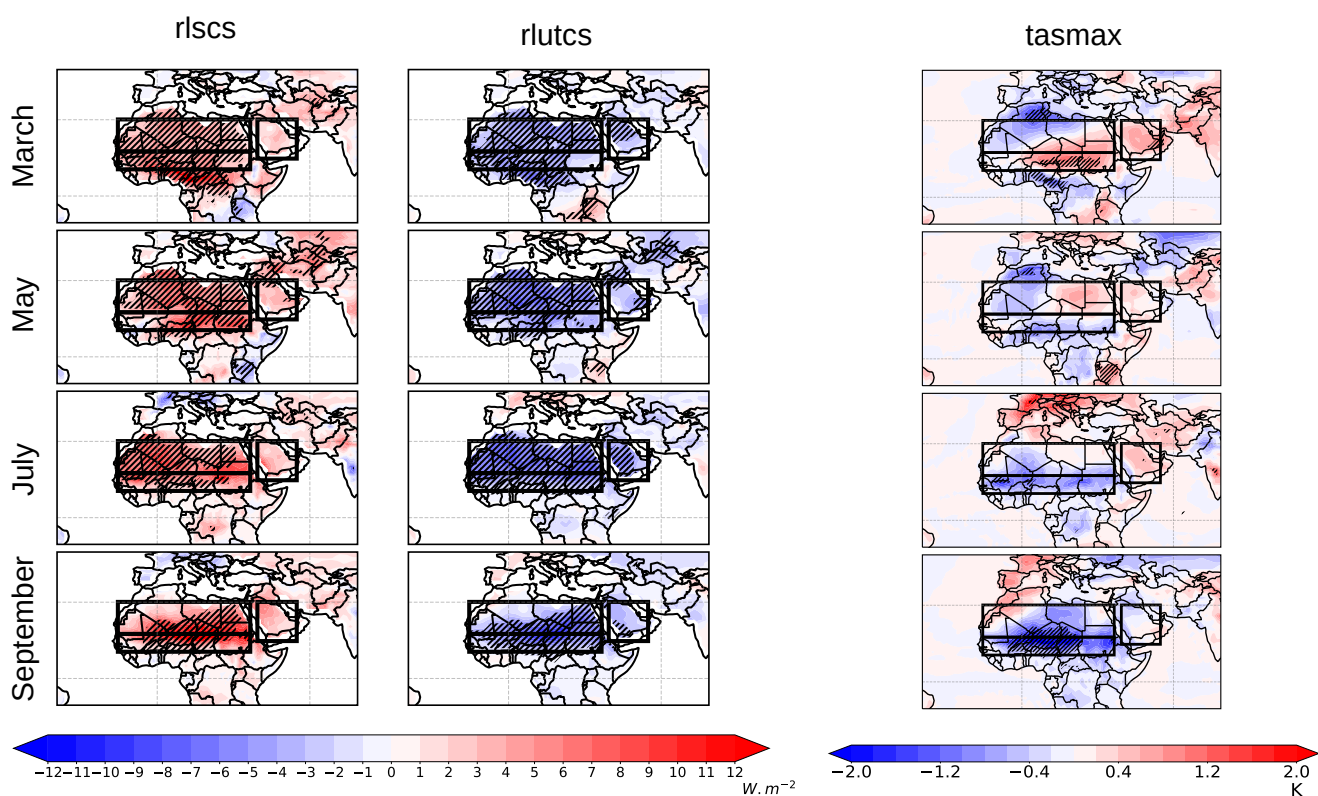 rlscs rlutcs tasmax
March
May
July
September
−12−11−10 −9 −8 −7 −6 −5 −4 −3 −2 −1 0 1 2 3 4 5 6 7 8 9 10 11 12
W.m⁻²
−2.0 −1.2 −0.4 0.4 1.2 2.0
K